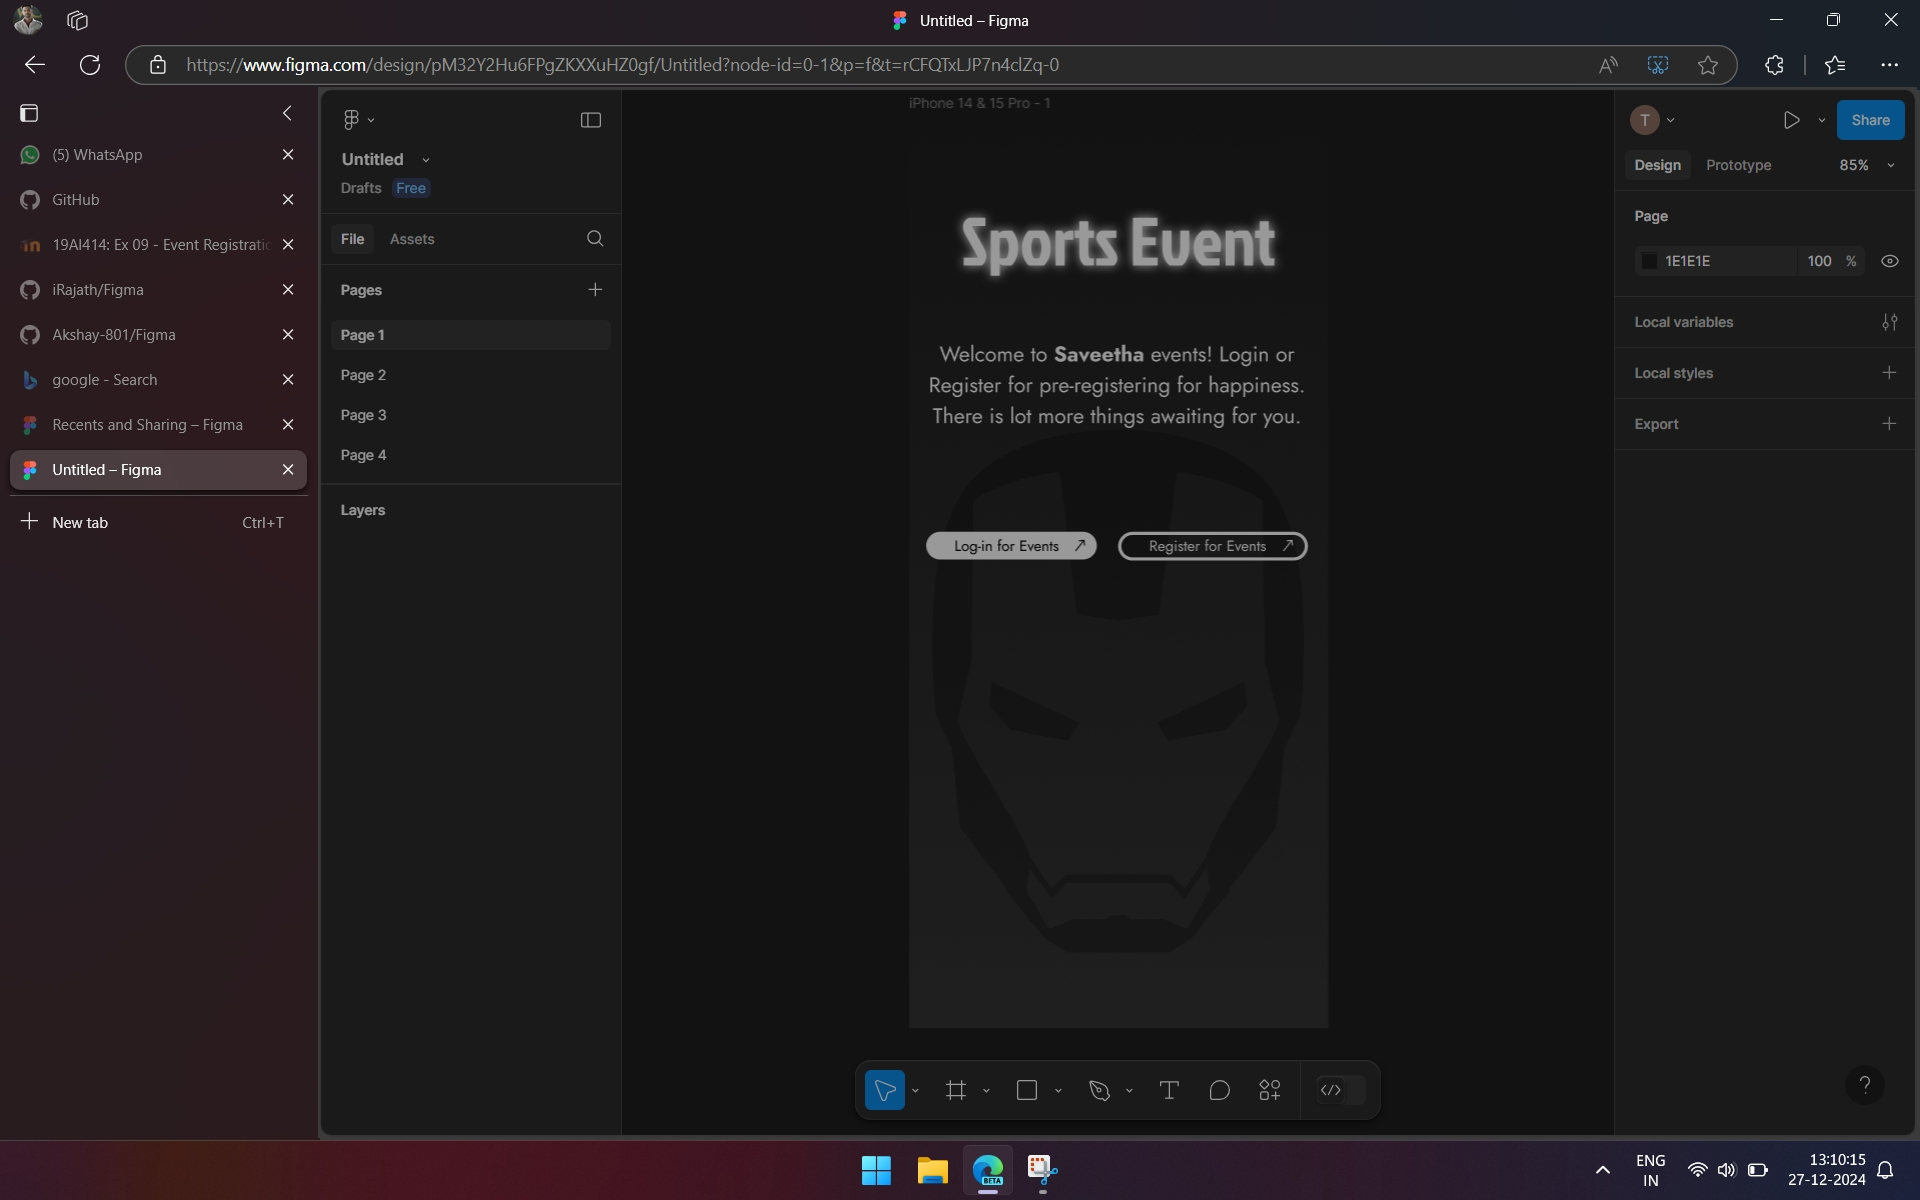 Untitled – Figma
https://www.figma.com/design/pM32Y2Hu6FPgZKXXuHZ0gf/Untitled?node-id=0-1&p=f&t=rCFQTxLJP7n4clZq-0
(5) WhatsApp
GitHub
19AI414: Ex 09 - Event Registratic
iRajath/Figma
Akshay-801/Figma
google - Search
Recents and Sharing – Figma
Untitled – Figma
New tab
Ctrl+T
Untitled
Drafts
Free
File
Assets
Pages
Page 1
Page 2
Page 3
Page 4
Layers
iPhone 14 & 15 Pro - 1
Sports Event
Welcome to Saveetha events! Login or
Register for pre-registering for happiness.
There is lot more things awaiting for you.
Log-in for Events
Register for Events
T
Share
Design
Prototype
85%
Page
1E1E1E
100 %
Local variables
Local styles
Export
?
BETA
ENG
IN
13:10:15
27-12-2024